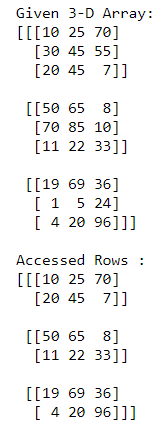 Given 3-D Array:
[[[10 25 70]
  [30 45 55]
  [20 45  7]]

 [[50 65  8]
  [70 85 10]
  [11 22 33]]

 [[19 69 36]
  [ 1  5 24]
  [ 4 20 96]]]

Accessed Rows :
[[[10 25 70]
  [20 45  7]]

 [[50 65  8]
  [11 22 33]]

 [[19 69 36]
  [ 4 20 96]]]